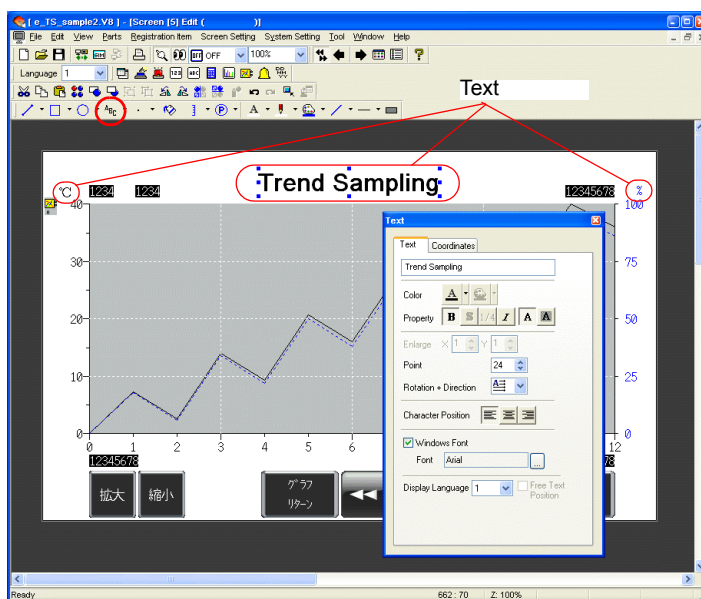 [ e_TS_sample2.V8 ] - [Screen [5] Edit ( )]
File Edit View Parts Registration Item Screen Setting System Setting Tool Window Help
OFF 100%
Language 1
Text
ABC
A
℃ 1234 1234 Trend Sampling 12345678 %
40 100
30 75
20 50
10 25
0 0
0 1 2 3 4 5 6 12
12345678 78
拡大 縮小 グラフ
リターン
Text
Text Coordinates
Trend Sampling
Color A
Property B S 1/4 I A A
Enlarge X 1 Y 1
Point 24
Rotation + Direction
Character Position
Windows Font
Font Arial ...
Display Language 1 Free Text
Position
Ready 662 : 70 Z: 100%